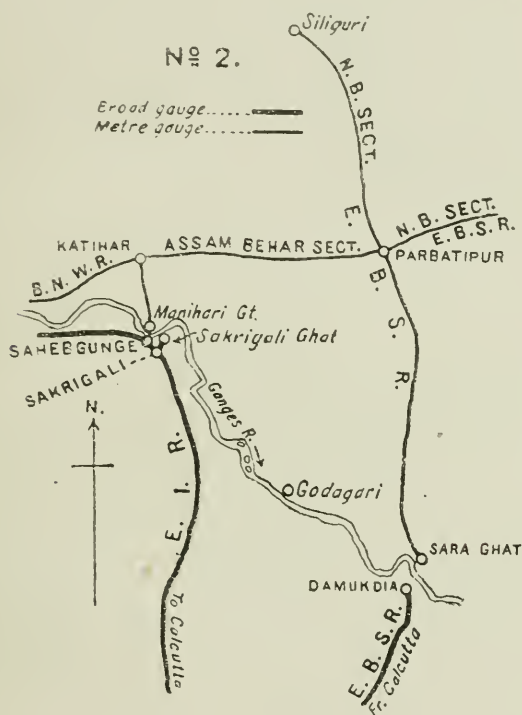 Siliguri
Nº 2.
N.B. SECT.
Broad gauge......
Metre gauge......
E. B. S. R.
N.B. SECT.
E.B.S.R.
KATIHAR
ASSAM BEHAR SECT.
PARBATIPUR
B.N.W.R.
Manihari Gt.
Sakrigali Ghat
SAHEBGUNGE
SAKRIGALI
N.
Ganges R.
E. I. R.
To Calcutta
Godagari
SARA GHAT
DAMUKDIA
E. B. S. R.
Fr. Calcutta